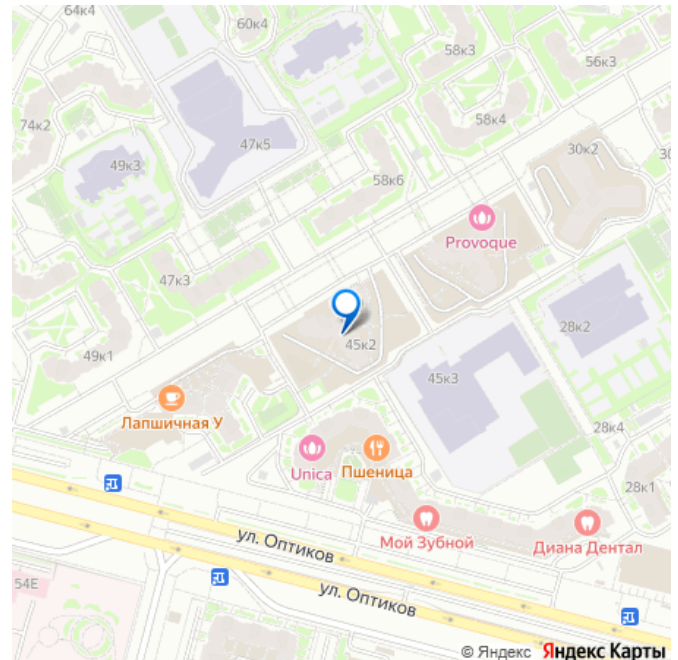 64к4
60к4
58к3
56к3
74к2
47к5
58к4
30к2
49к3
58к6
Provoque
47к3
28к2
49к1
45к2
45к3
Лапшичная У
28к4
Unica
Пшеница
28к1
ул. Оптиков
Мой Зубной
Диана Дентал
54Е
ул. Оптиков
© Яндекс Яндекс Карты